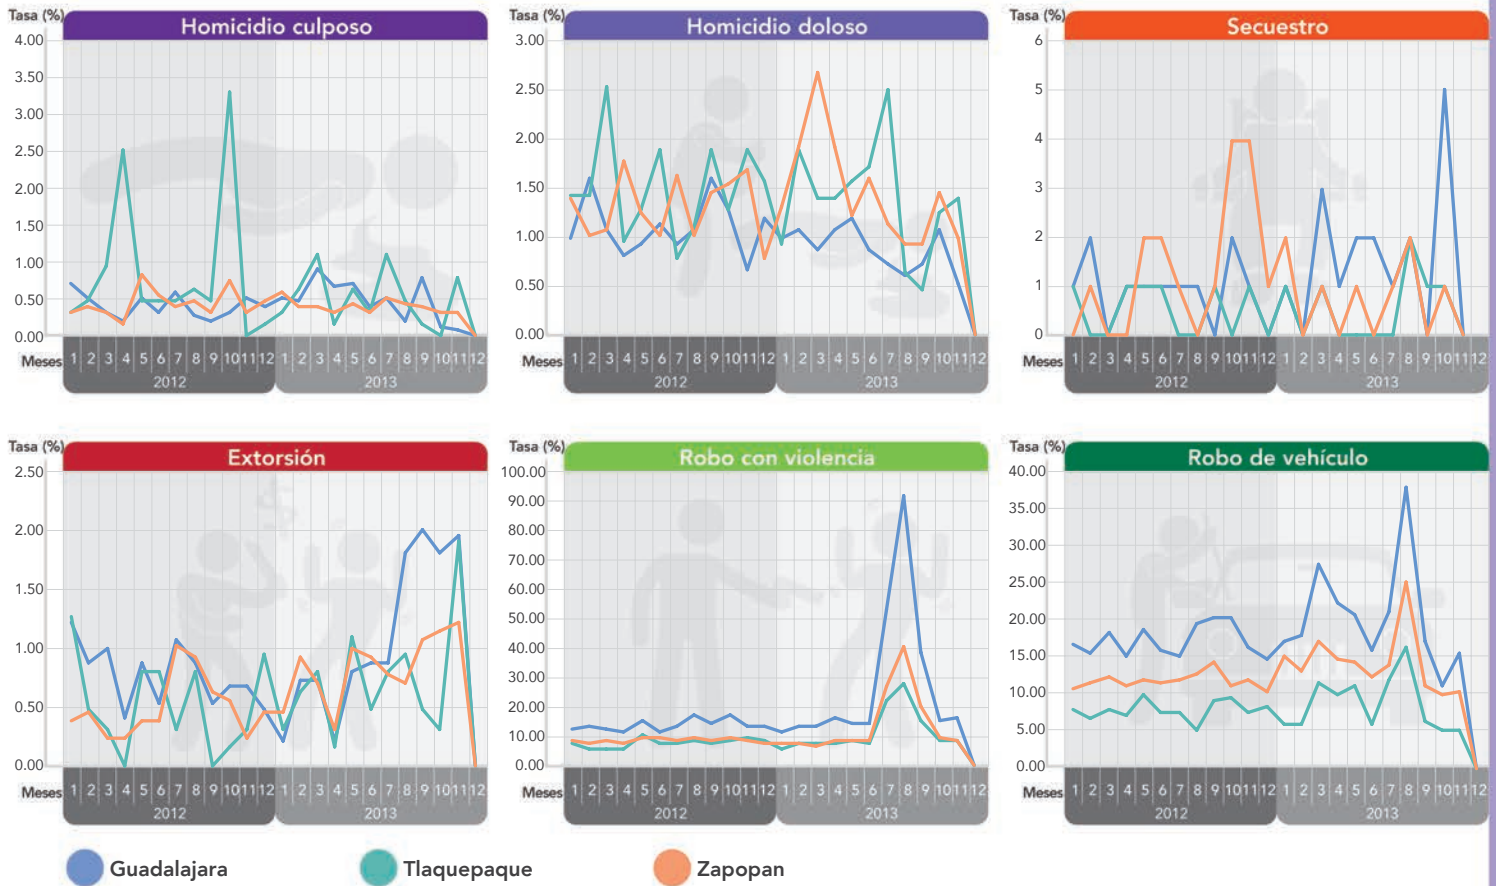 Tasa (%)
Homicidio culposo
4.00
3.50
3.00
2.50
2.00
1.50
1.00
0.50
0.00
Meses 1 2 3 4 5 6 7 8 9 10 11 12 1 2 3 4 5 6 7 8 9 10 11 12
2012 2013
Tasa (%)
Homicidio doloso
3.00
2.50
2.00
1.50
1.00
0.50
0.00
Meses 1 2 3 4 5 6 7 8 9 10 11 12 1 2 3 4 5 6 7 8 9 10 11 12
2012 2013
Tasa (%)
Secuestro
6
5
4
3
2
1
0
Meses 1 2 3 4 5 6 7 8 9 10 11 12 1 2 3 4 5 6 7 8 9 10 11 12
2012 2013
Tasa (%)
Extorsión
2.50
2.00
1.50
1.00
0.50
0.00
Meses 1 2 3 4 5 6 7 8 9 10 11 12 1 2 3 4 5 6 7 8 9 10 11 12
2012 2013
Tasa (%)
Robo con violencia
100.00
90.00
80.00
70.00
60.00
50.00
40.00
30.00
20.00
10.00
0.00
Meses 1 2 3 4 5 6 7 8 9 10 11 12 1 2 3 4 5 6 7 8 9 10 11 12
2012 2013
Tasa (%)
Robo de vehículo
40.00
35.00
30.00
25.00
20.00
15.00
10.00
5.00
0.00
Meses 1 2 3 4 5 6 7 8 9 10 11 12 1 2 3 4 5 6 7 8 9 10 11 12
2012 2013
Guadalajara Tlaquepaque Zapopan